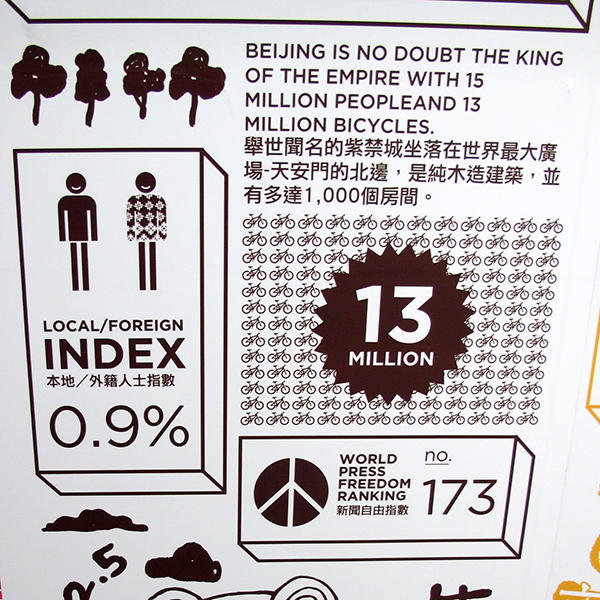 BEIJING IS NO DOUBT THE KING
OF THE EMPIRE WITH 15
MILLION PEOPLEAND 13
MILLION BICYCLES.
舉世聞名的紫禁城坐落在世界最大廣
場-天安門的北邊，是純木造建築，並
有多達1,000個房間。
LOCAL/FOREIGN
INDEX
本地／外籍人士指數
0.9%
13
MILLION
WORLD
PRESS
FREEDOM
RANKING
新聞自由指數
no.
173
2.5